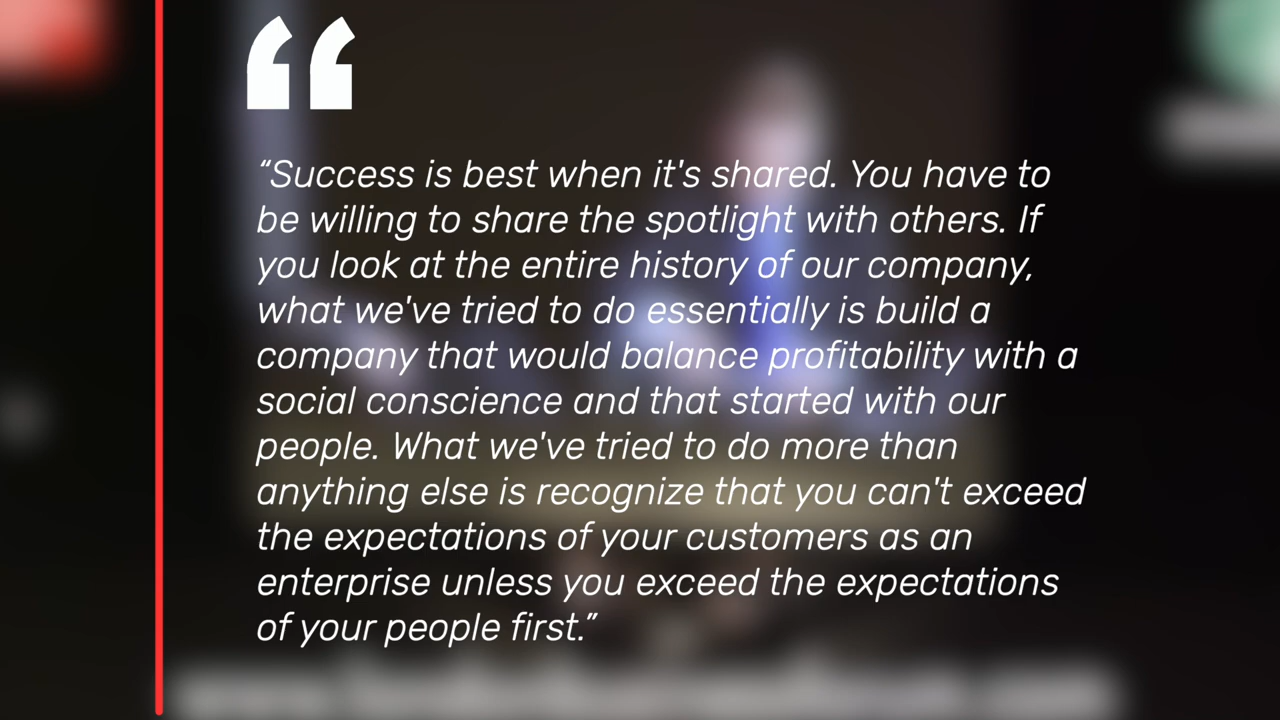 “Success is best when it's shared. You have to
be willing to share the spotlight with others. If
you look at the entire history of our company,
what we've tried to do essentially is build a
company that would balance profitability with a
social conscience and that started with our
people. What we've tried to do more than
anything else is recognize that you can't exceed
the expectations of your customers as an
enterprise unless you exceed the expectations
of your people first.”